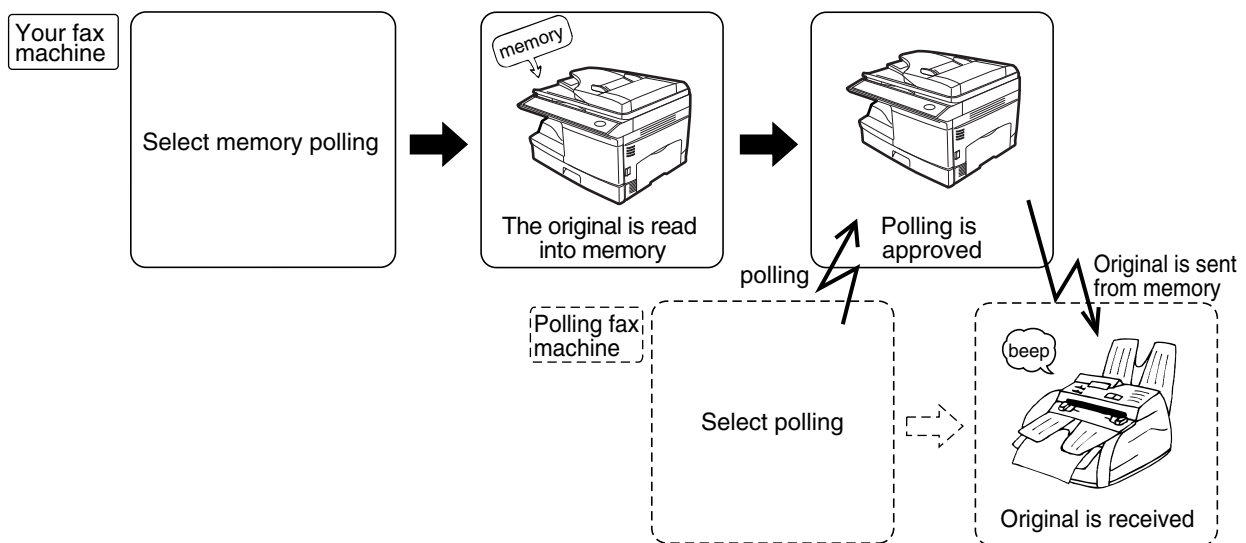 Your fax
machine
Select memory polling
memory
The original is read
into memory
Polling is
approved
polling
Original is sent
from memory
Polling fax
machine
Select polling
beep
Original is received